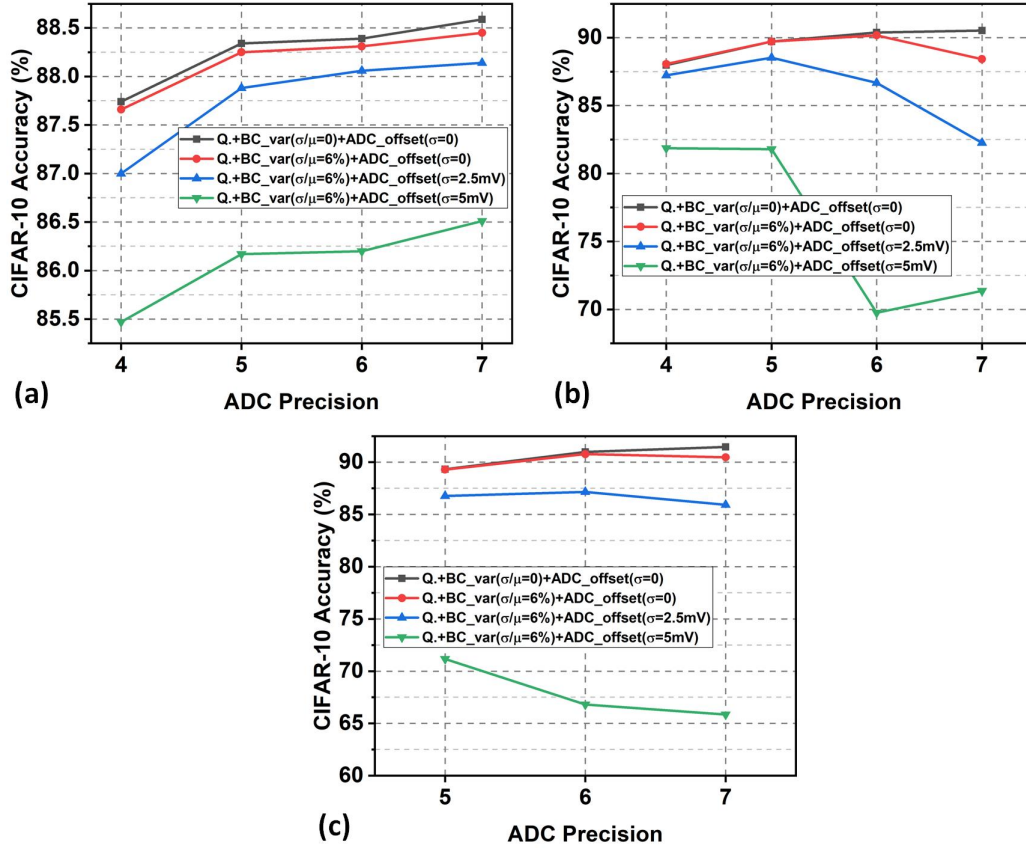 88.5
88.0
87.5
87.0
86.5
86.0
85.5
CIFAR-10 Accuracy (%)
Q.+BC_var(σ/μ=0)+ADC_offset(σ=0)
Q.+BC_var(σ/μ=6%)+ADC_offset(σ=0)
Q.+BC_var(σ/μ=6%)+ADC_offset(σ=2.5mV)
Q.+BC_var(σ/μ=6%)+ADC_offset(σ=5mV)
4 5 6 7
ADC Precision
(a)
90
85
80
75
70
CIFAR-10 Accuracy (%)
Q.+BC_var(σ/μ=0)+ADC_offset(σ=0)
Q.+BC_var(σ/μ=6%)+ADC_offset(σ=0)
Q.+BC_var(σ/μ=6%)+ADC_offset(σ=2.5mV)
Q.+BC_var(σ/μ=6%)+ADC_offset(σ=5mV)
4 5 6 7
ADC Precision
(b)
90
85
80
75
70
65
60
CIFAR-10 Accuracy (%)
Q.+BC_var(σ/μ=0)+ADC_offset(σ=0)
Q.+BC_var(σ/μ=6%)+ADC_offset(σ=0)
Q.+BC_var(σ/μ=6%)+ADC_offset(σ=2.5mV)
Q.+BC_var(σ/μ=6%)+ADC_offset(σ=5mV)
5 6 7
ADC Precision
(c)